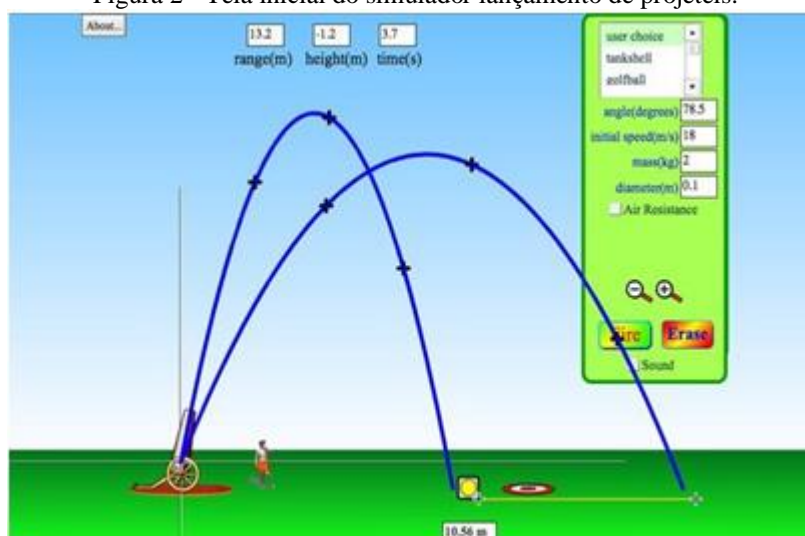 Figura 2 - Tela inicial do simulador lançamento de projéteis.
About...
13.2 -1.2 3.7
range(m) height(m) time(s)
user choice
tankshell
golfball
angle(degrees) 78.5
initial speed(m/s) 18
mass(kg) 2
diameter(m) 0.1
Air Resistance
Fire Erase
Sound
10.56 m